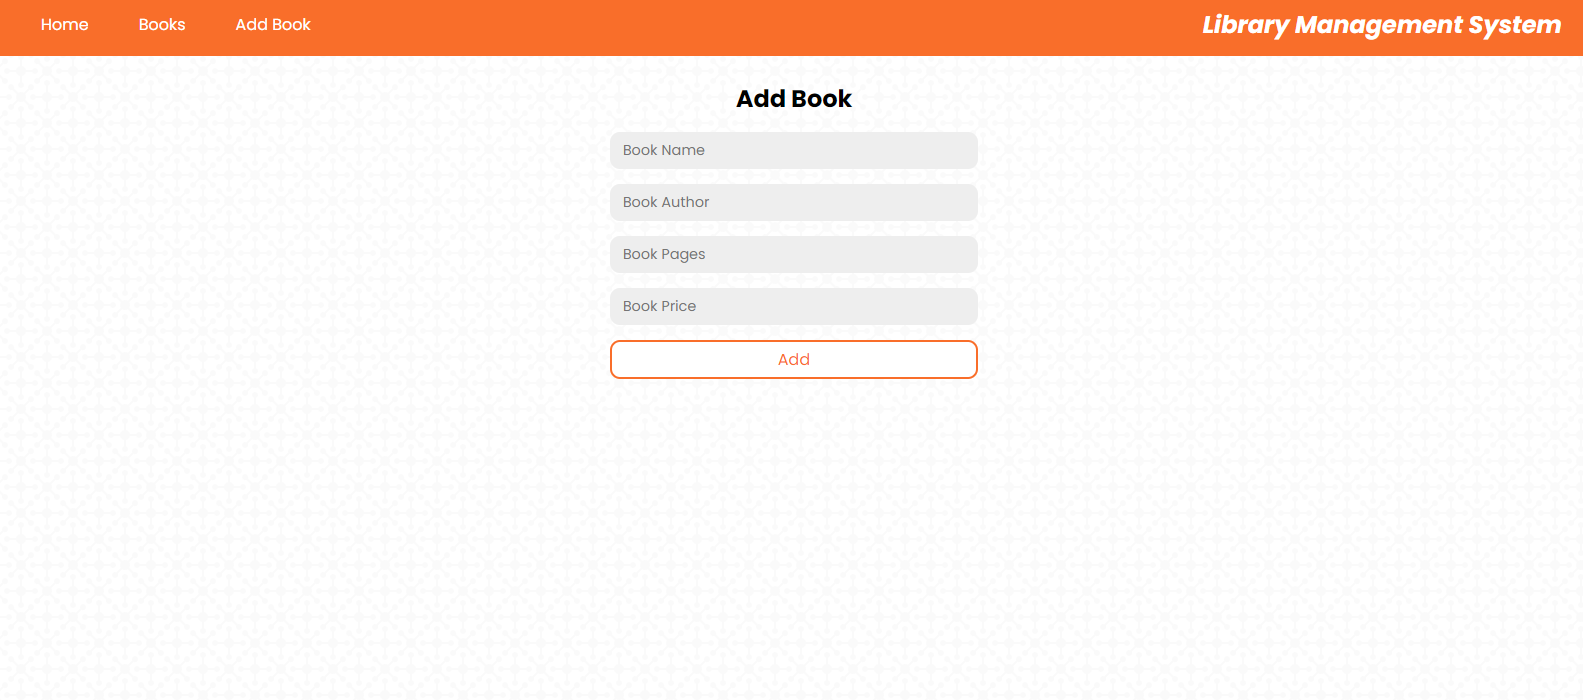 Home Books Add Book Library Management System
Add Book
Book Name
Book Author
Book Pages
Book Price
Add